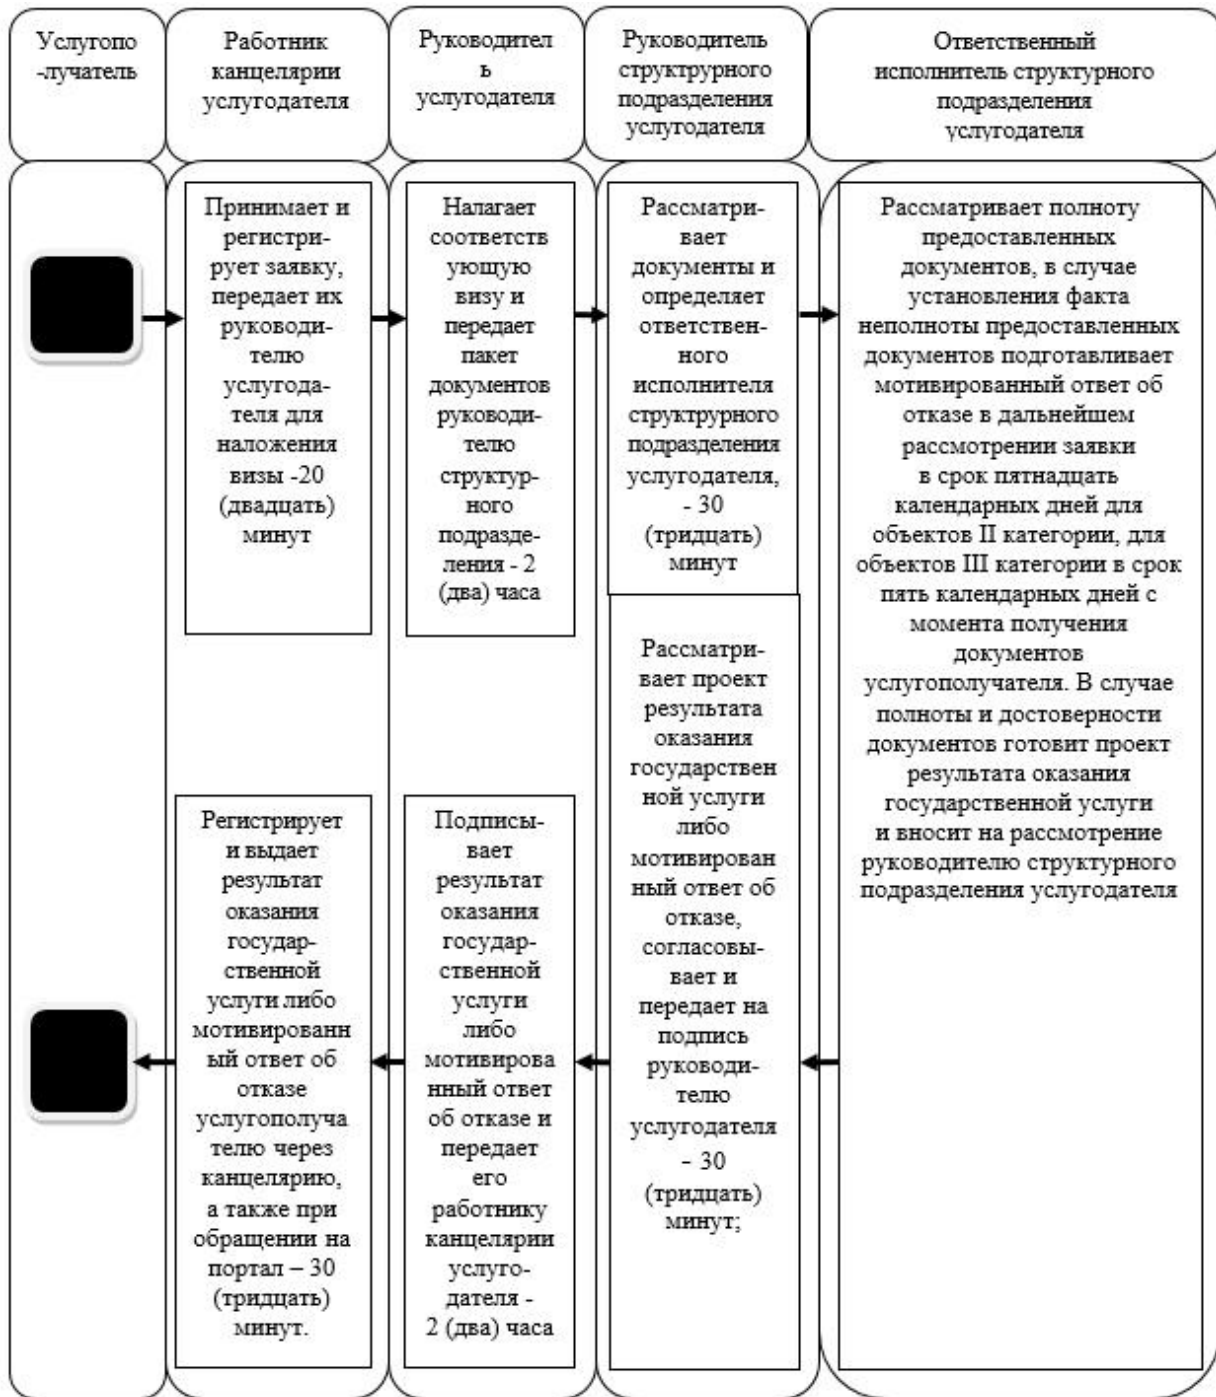 Услугопо
-лучатель
Работник
канцелярии
услугодателя
Руководител
ь
услугодателя
Руководитель
структрурного
подразделения
услугодателя
Ответственный
исполнитель структурного
подразделения
услугодателя
Принимает и
регистри-
рует заявку,
передает их
руководи-
телю
услугода-
теля для
наложения
визы -20
(двадцать)
минут
Налагает
соответств
ующую
визу и
передает
пакет
документов
руководи-
телю
структур-
ного
подразде-
ления - 2
(два) часа
Рассматри-
вает
документы и
определяет
ответствен-
ного
исполнителя
структрурного
подразделения
услугодателя,
- 30
(тридцать)
минут
Рассматривает полноту
предоставленных
документов, в случае
установления факта
неполноты предоставленных
документов подготавливает
мотивированный ответ об
отказе в дальнейшем
рассмотрении заявки
в срок пятнадцать
календарных дней для
объектов II категории, для
объектов III категории в срок
пять календарных дней с
момента получения
документов
услугополучателя. В случае
полноты и достоверности
документов готовит проект
результата оказания
государственной услуги
и вносит на рассмотрение
руководителю структурного
подразделения услугодателя
Рассматри-
вает проект
результата
оказания
государствен
ной услуги
либо
мотивирован
ный ответ об
отказе,
согласовы-
вает и
передает на
подпись
руководи-
телю
услугодателя
- 30
(тридцать)
минут;
Подписы-
вает
результат
оказания
государ-
ственной
услуги
либо
мотивирова
нный ответ
об отказе и
передает
его
работнику
канцелярии
услуго-
дателя -
2 (два) часа
Регистрирует
и выдает
результат
оказания
государ-
ственной
услуги либо
мотивированн
ый ответ об
отказе
услугополуча
телю через
канцелярию,
а также при
обращении на
портал – 30
(тридцать)
минут.